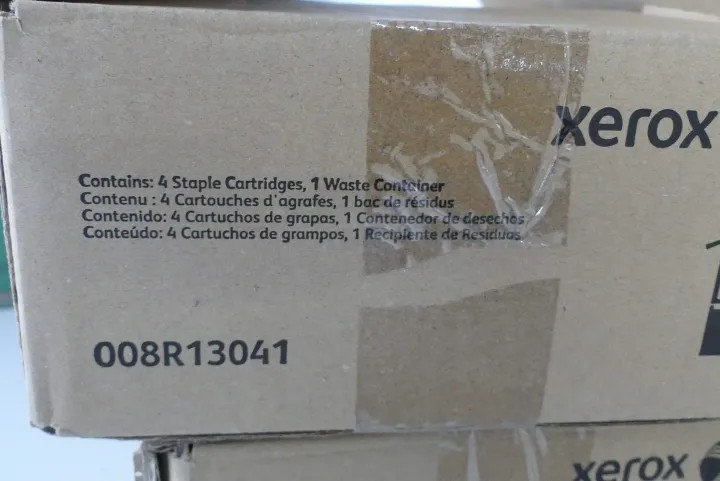 xerox
Contains: 4 Staple Cartridges, 1 Waste Container
Contenu : 4 Cartouches d'agrafes, 1 bac de résidus
Contenido: 4 Cartuchos de grapas, 1 Contenedor de desechos
Conteúdo: 4 Cartuchos de grampos, 1 Recipiente de Resíduos
008R13041
xerox